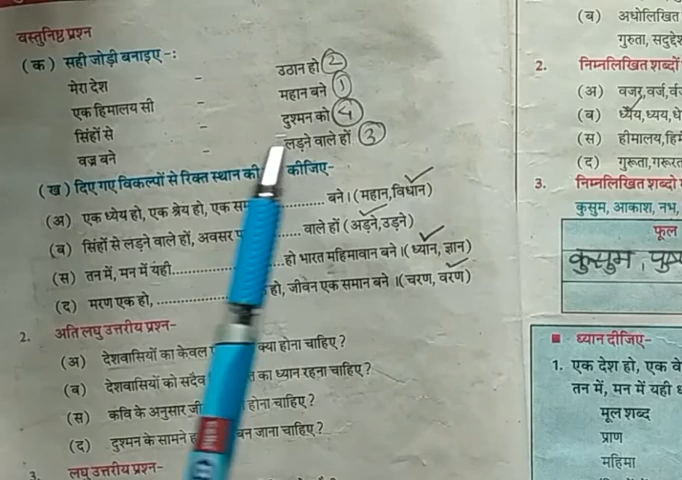 वस्तुनिष्ठ प्रश्न
(क) सही जोड़ी बनाइए -:
मेरा देश - उठान हो (2)
एक हिमालय सी - महान बने (1)
सिंहों से - दुश्मन को (4)
वज्र बने - लड़ने वाले हों (3)
(ख) दिए गए विकल्पों से रिक्त स्थान की कीजिए-
(अ) एक ध्येय हो, एक श्रेय हो, एक ............ बने। (महान,विधान)
(ब) सिंहों से लड़ने वाले हों, अवसर ........ वाले हों (अड़ने,उड़ने)
(स) तन में, मन में यही.................... हो भारत महिमावान बने।( ध्यान, ज्ञान)
(द) मरण एक हो, .................... हो, जीवन एक समान बने ।( चरण, वरण)
2. अति लघु उत्तरीय प्रश्न-
(अ) देशवासियों का केवल क्या होना चाहिए ?
(ब) देशवासियों को सदैव का ध्यान रहना चाहिए ?
(स) कवि के अनुसार होना चाहिए ?
(द) दुश्मन के सामने बन जाना चाहिए ?
3. लघु उत्तरीय प्रश्न-
(ब) अधोलिखित
गुरुता,
2. निम्नलिखित शब्दों
(अ) वजर,वर्ज,
(ब) ध्यैय,ध्यय,
(स) हीमालय,
(द) गुरूता,
3. निम्नलिखित शब्दों
कुसुम, आकाश, नभ,
फूल
कुसुम,
ध्यान दीजिए-
1. एक देश हो, एक
तन में, मन में यही
मूल शब्द
प्राण
महिमा